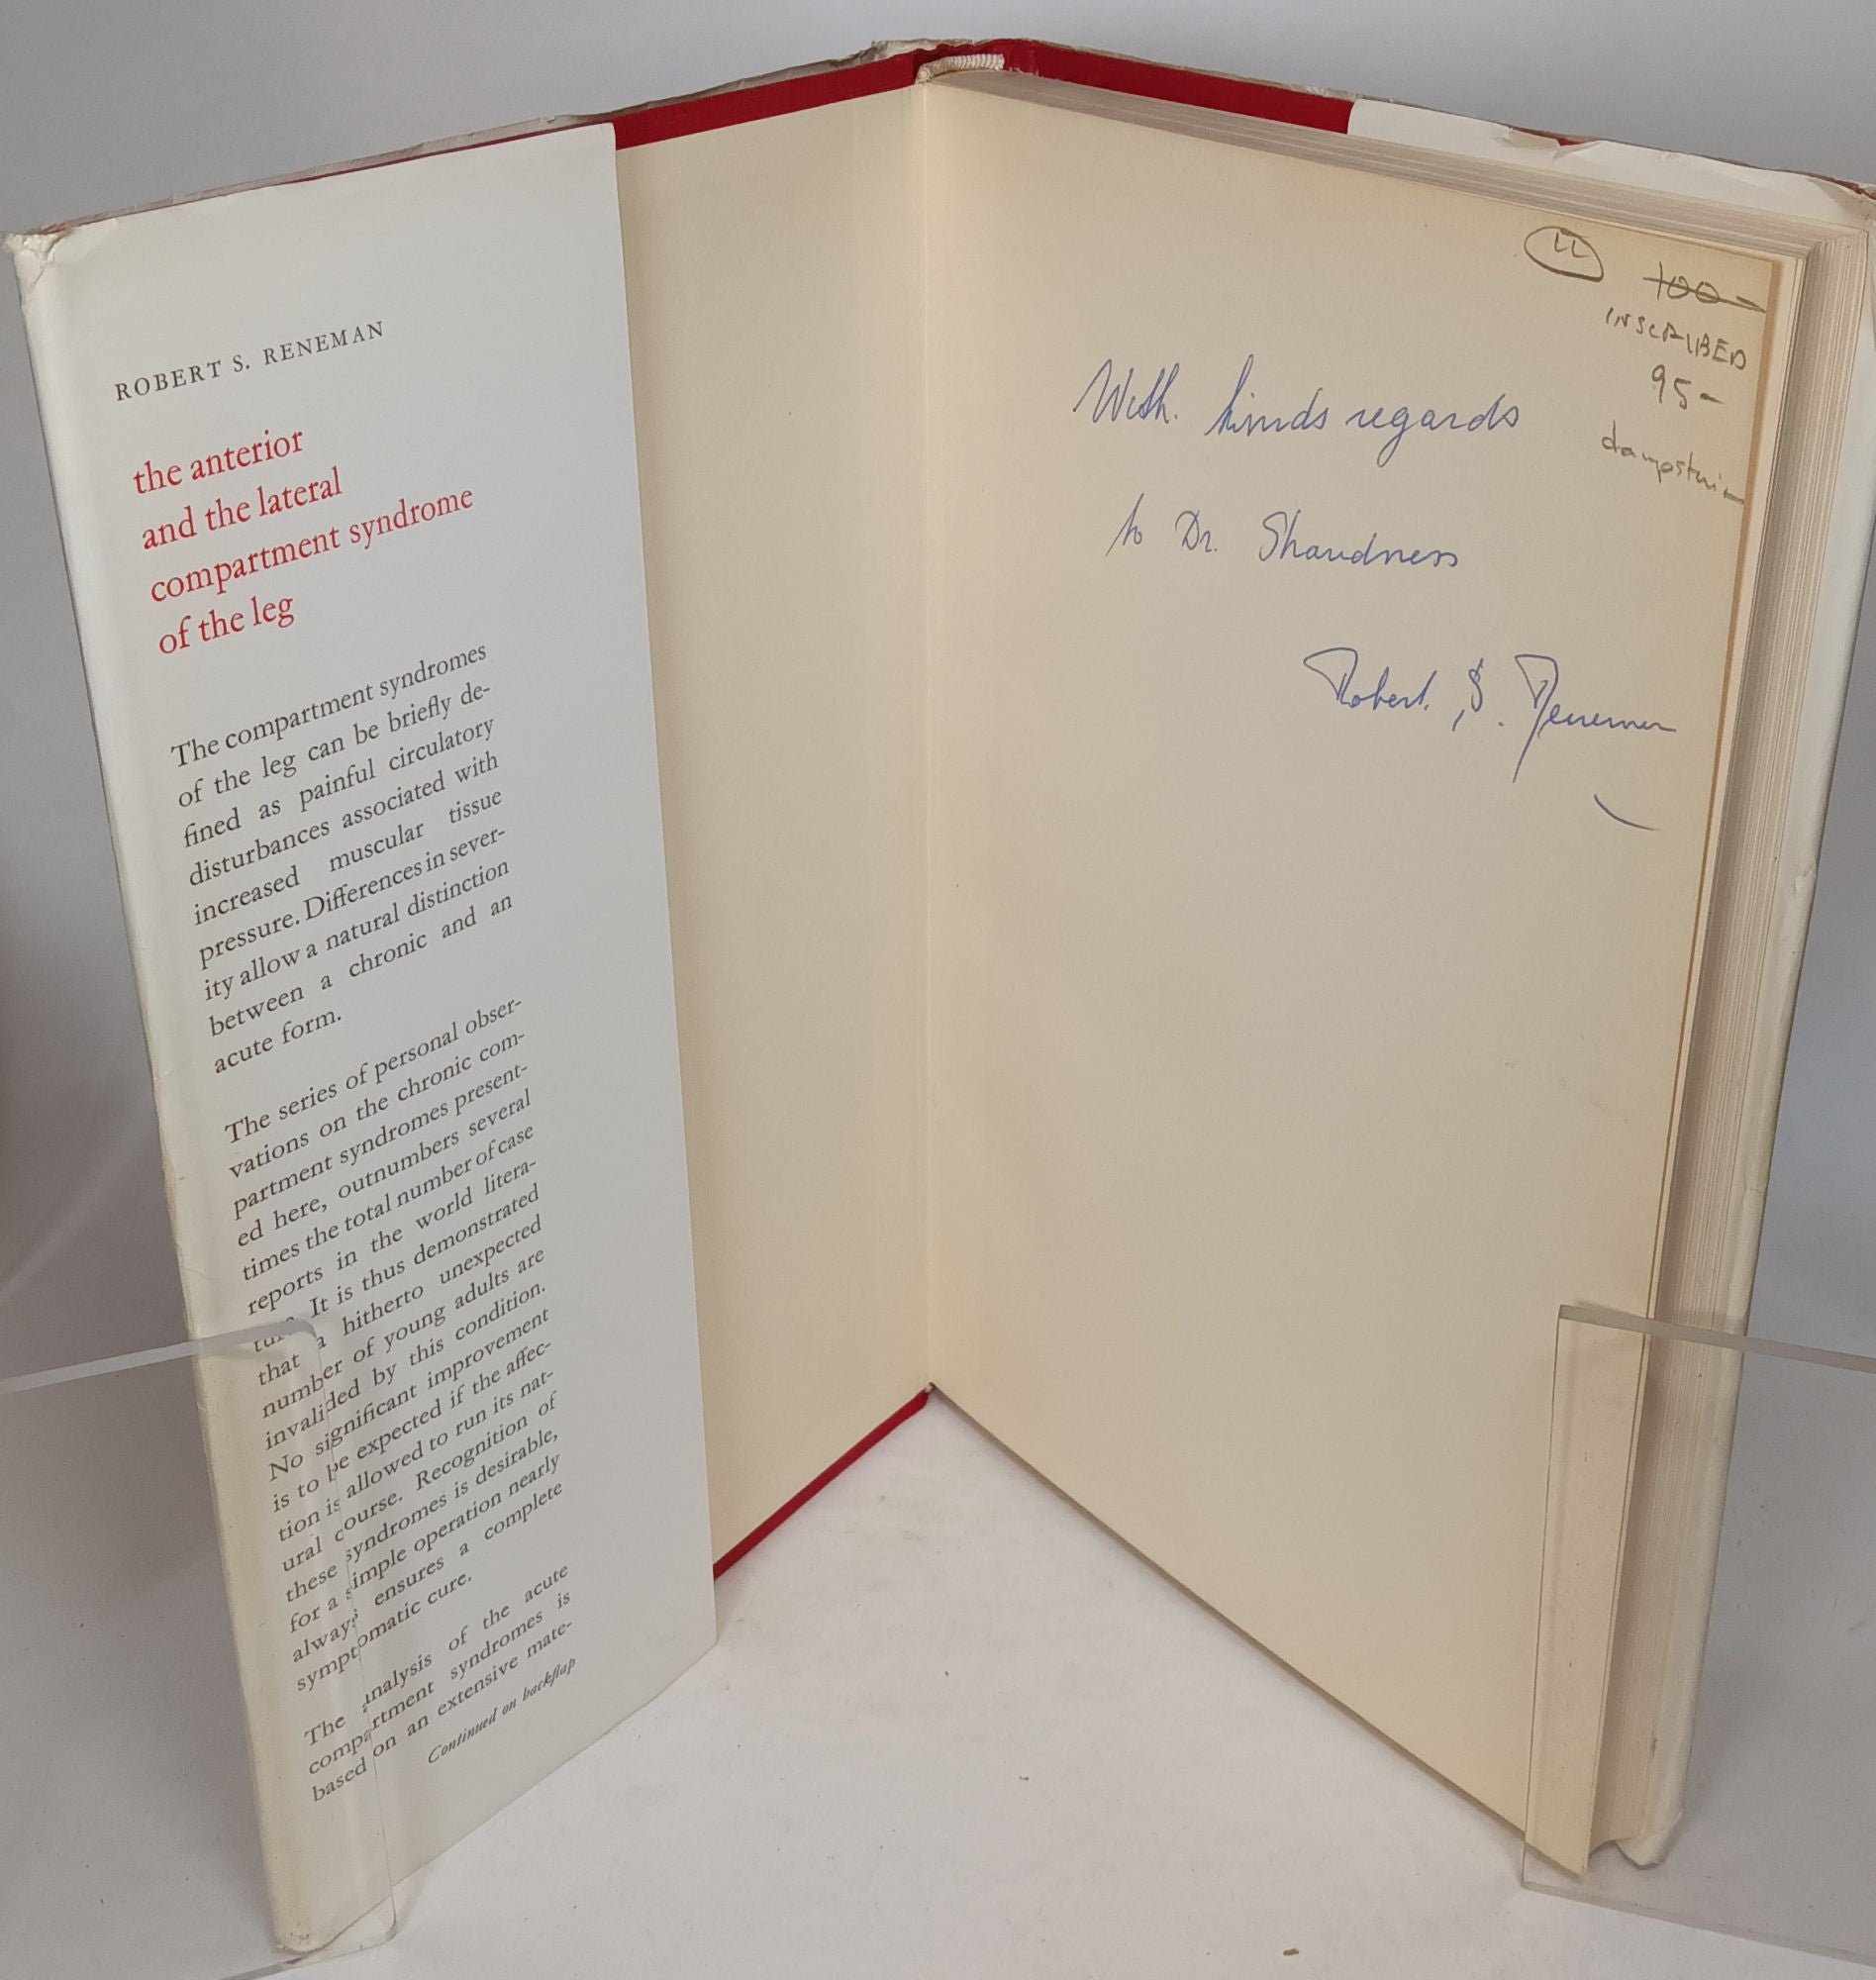 ROBERT S. RENEMAN
the anterior
and the lateral
compartment syndrome
of the leg
The compartment syndromes
of the leg can be briefly de-
fined as painful circulatory
disturbances associated with
increased muscular tissue
pressure. Differences in sever-
ity allow a natural distinction
between a chronic and an
acute form.
The series of personal obser-
vations on the chronic com-
partment syndromes present-
ed here, outnumbers several
times the total number of case
reports in the world litera-
ture. It is thus demonstrated
that a hitherto unexpected
number of young adults are
invalided by this condition.
No significant improvement
is to be expected if the affec-
tion is allowed to run its nat-
ural course. Recognition of
these syndromes is desirable,
for a simple operation nearly
always ensures a complete
symptomatic cure.
The analysis of the acute
compartment syndromes is
based on an extensive mate-
Continued on backflap
100-
INSCRIBED
95-
With kinds regards
to Dr.
Robert S. Reneman